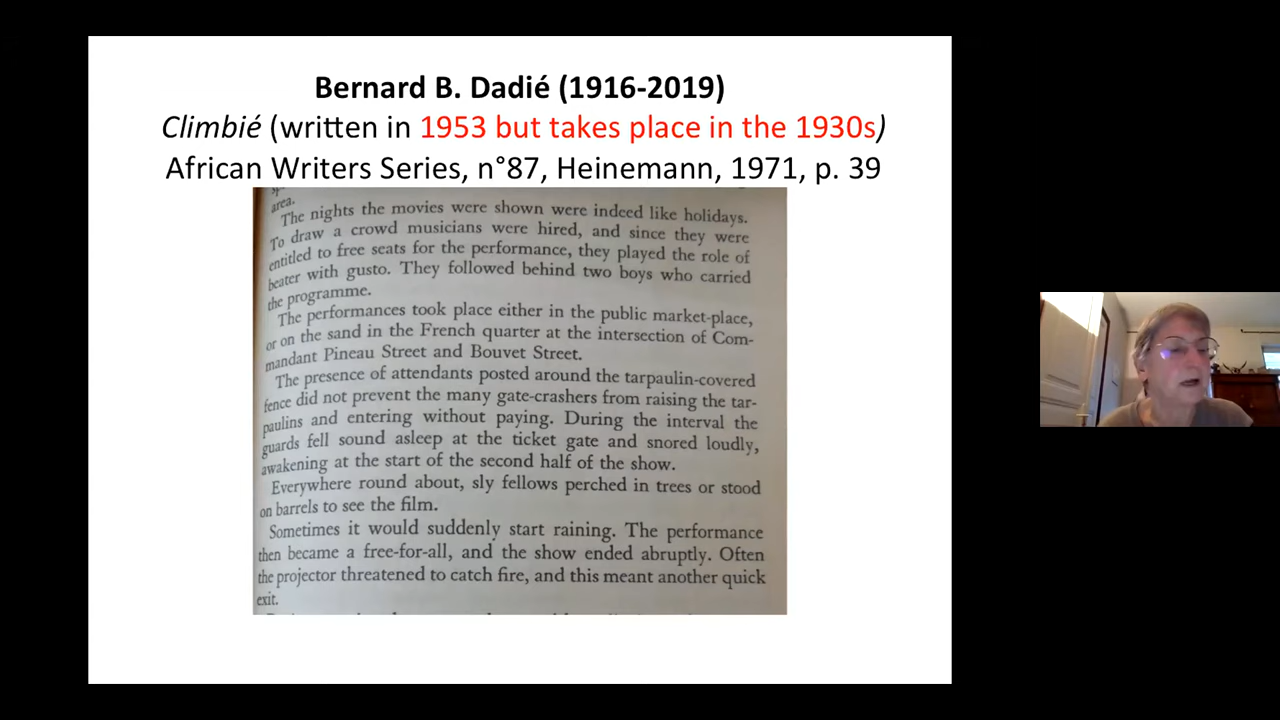 Bernard B. Dadié (1916-2019)
Climbié (written in 1953 but takes place in the 1930s)
African Writers Series, n°87, Heinemann, 1971, p. 39
area.
The nights the movies were shown were indeed like holidays.
To draw a crowd musicians were hired, and since they were
entitled to free seats for the performance, they played the role of
beater with gusto. They followed behind two boys who carried
the programme.
The performances took place either in the public market-place,
or on the sand in the French quarter at the intersection of Com-
mandant Pineau Street and Bouvet Street.
The presence of attendants posted around the tarpaulin-covered
fence did not prevent the many gate-crashers from raising the tar-
paulins and entering without paying. During the interval the
guards fell sound asleep at the ticket gate and snored loudly,
awakening at the start of the second half of the show.
Everywhere round about, sly fellows perched in trees or stood
on barrels to see the film.
Sometimes it would suddenly start raining. The performance
then became a free-for-all, and the show ended abruptly. Often
the projector threatened to catch fire, and this meant another quick
exit.